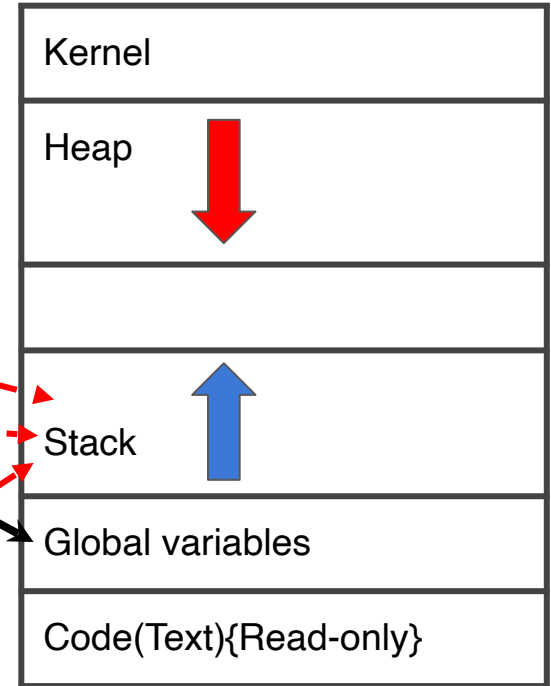 Kernel
Heap
Stack
Global variables
Code(Text){Read-only}